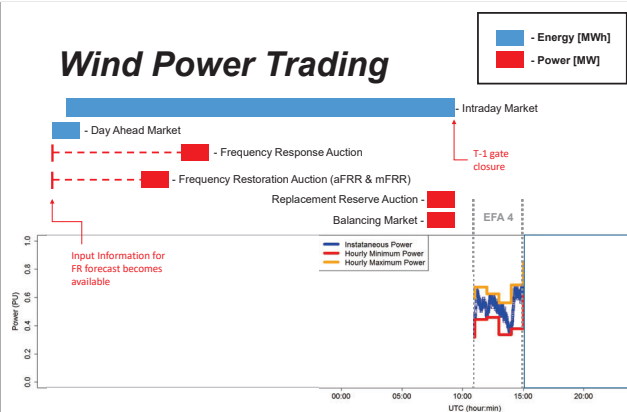 Wind Power Trading
- Energy [MWh]
- Power [MW]
- Intraday Market
- Day Ahead Market
- Frequency Response Auction
T-1 gate
closure
- Frequency Restoration Auction (aFRR & mFRR)
Replacement Reserve Auction -
Balancing Market -
EFA 4
Input Information for
FR forecast becomes
available
Instataneous Power
Hourly Minimum Power
Hourly Maximum Power
Power (PU)
1.0
0.8
0.6
0.4
0.2
0.0
00:00 05:00 10:00 15:00 20:00
UTC (hour:min)